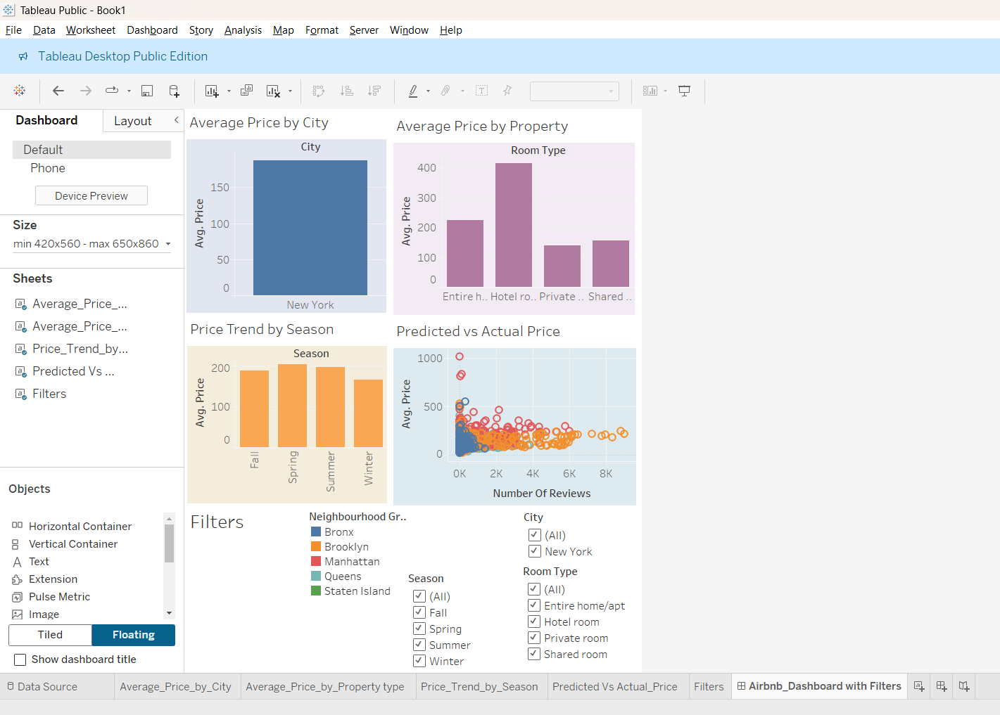 Tableau Public - Book1
File Data Worksheet Dashboard Story Analysis Map Format Server Window Help
Tableau Desktop Public Edition
Dashboard Layout
Default
Phone
Device Preview
Size
min 420x560 - max 650x860
Sheets
Average_Price_...
Average_Price_...
Price_Trend_by...
Predicted Vs ...
Filters
Objects
Horizontal Container
Vertical Container
Text
Extension
Pulse Metric
Image
Tiled Floating
Show dashboard title
Average Price by City
City
Avg. Price
150
100
50
0
New York
Average Price by Property
Room Type
Avg. Price
400
300
200
100
0
Entire h.. Hotel ro.. Private .. Shared ..
Price Trend by Season
Season
Avg. Price
200
100
0
Fall
Spring
Summer
Winter
Predicted vs Actual Price
Avg. Price
1000
500
0
0K 2K 4K 6K 8K
Number Of Reviews
Filters
Neighbourhood Gr..
Bronx
Brooklyn
Manhattan
Queens
Staten Island
Season
(All)
Fall
Spring
Summer
Winter
City
(All)
New York
Room Type
(All)
Entire home/apt
Hotel room
Private room
Shared room
Data Source Average_Price_by_City Average_Price_by_Property type Price_Trend_by_Season Predicted Vs Actual_Price Filters Airbnb_Dashboard with Filters